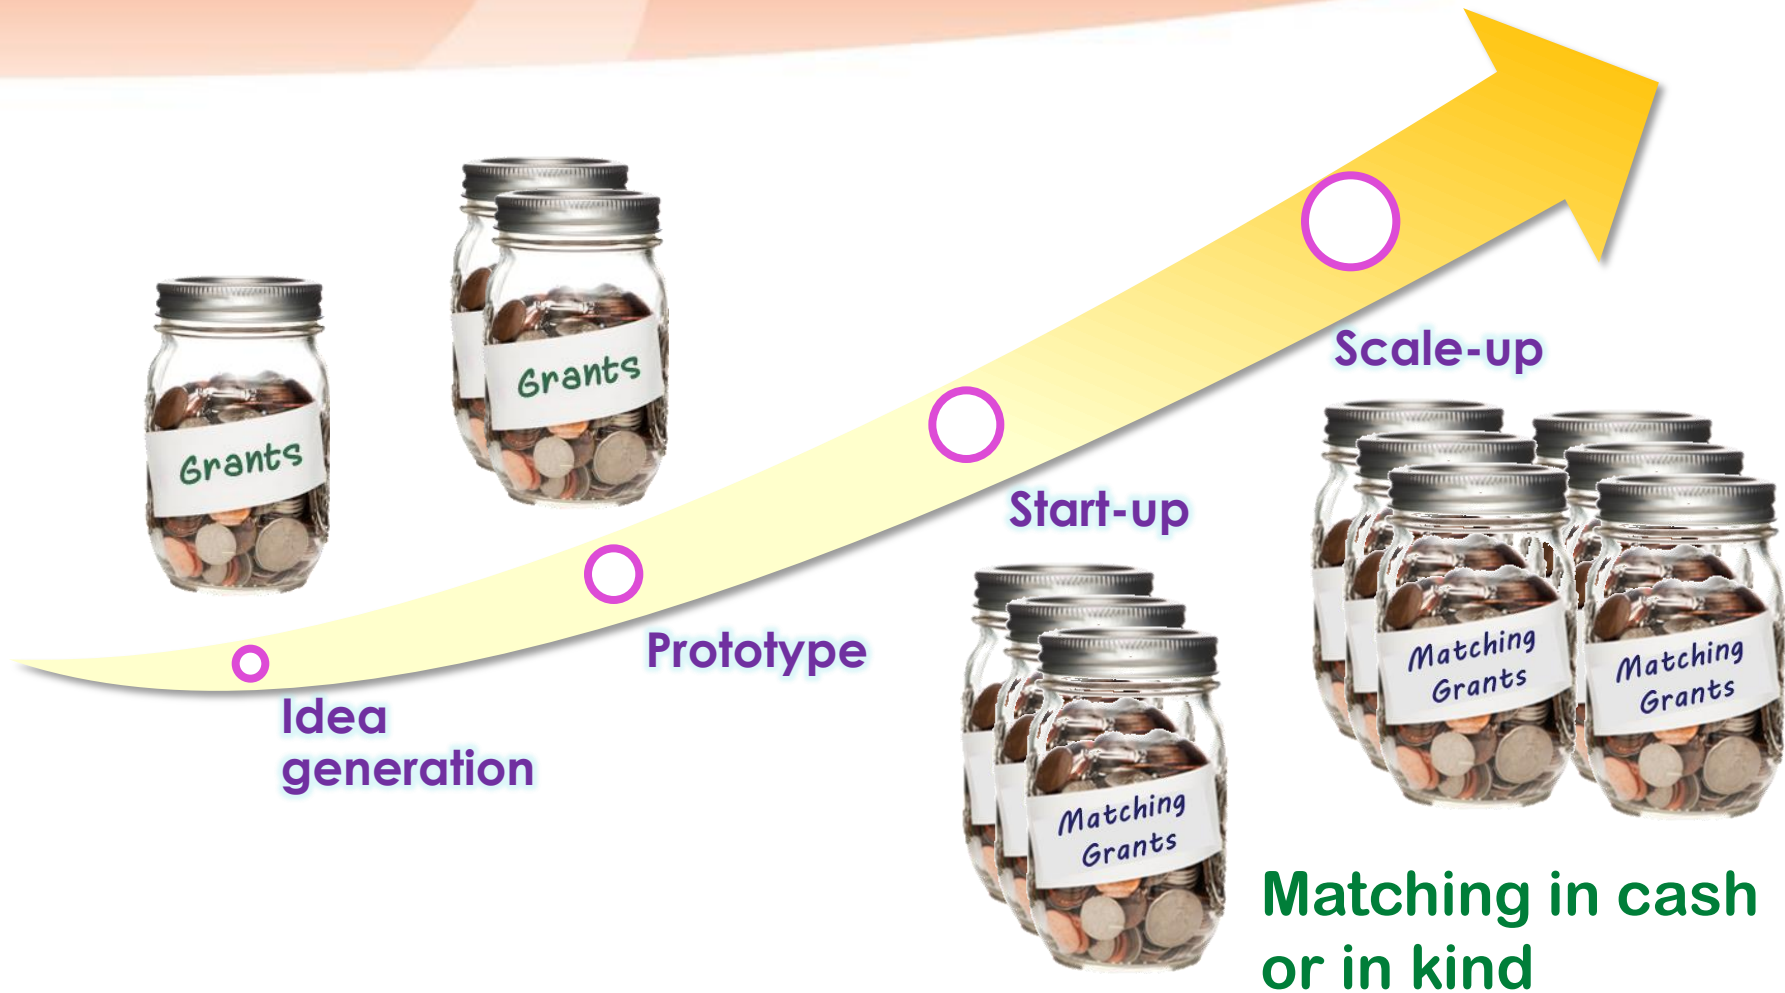 Grants
Grants
Scale-up
Start-up
Prototype
Idea
generation
Matching
Grants
Matching
Grants
Matching
Grants
Matching in cash
or in kind